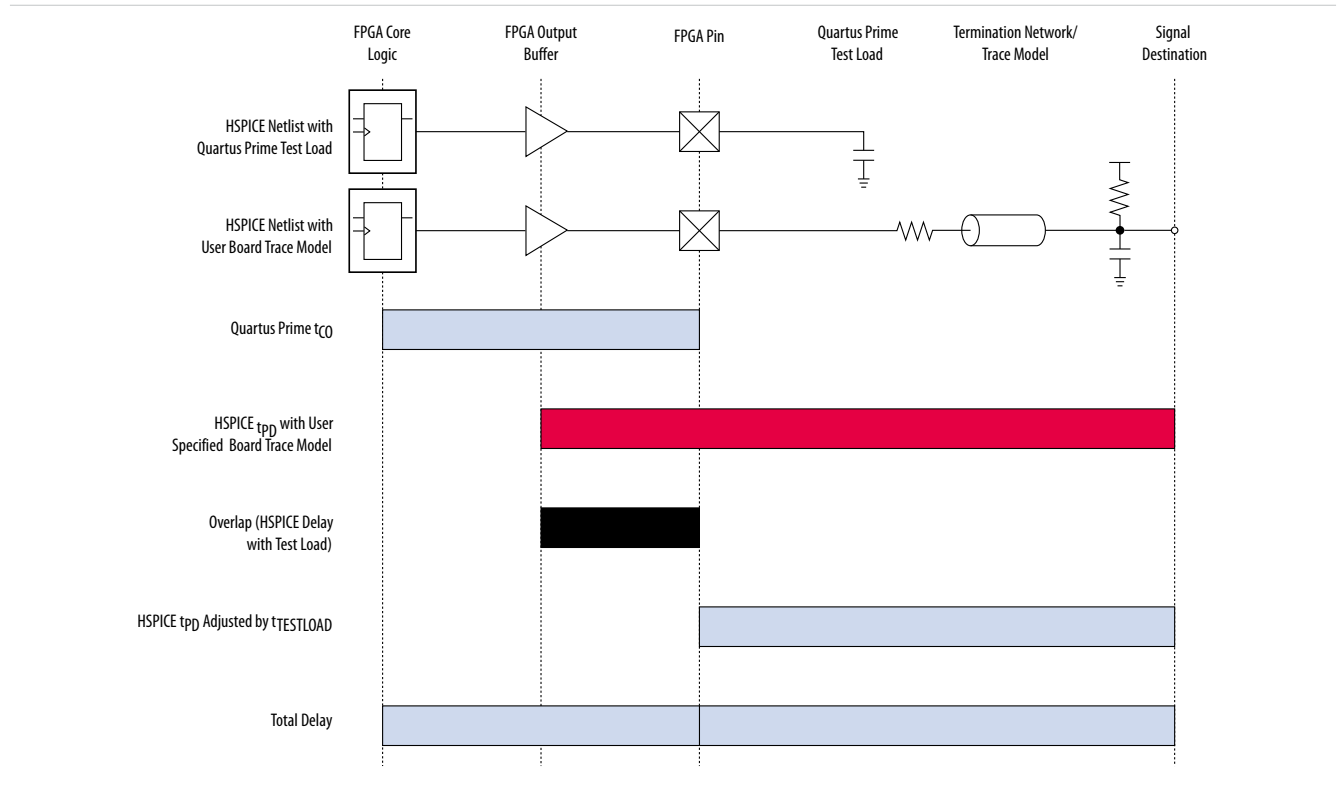 FPGA Core
Logic
FPGA Output
Buffer
FPGA Pin
Quartus Prime
Test Load
Termination Network/
Trace Model
Signal
Destination
HSPICE Netlist with
Quartus Prime Test Load
HSPICE Netlist with
User Board Trace Model
Quartus Prime tCO
HSPICE tPD with User
Specified Board Trace Model
Overlap (HSPICE Delay
with Test Load)
HSPICE tPD Adjusted by tTESTLOAD
Total Delay